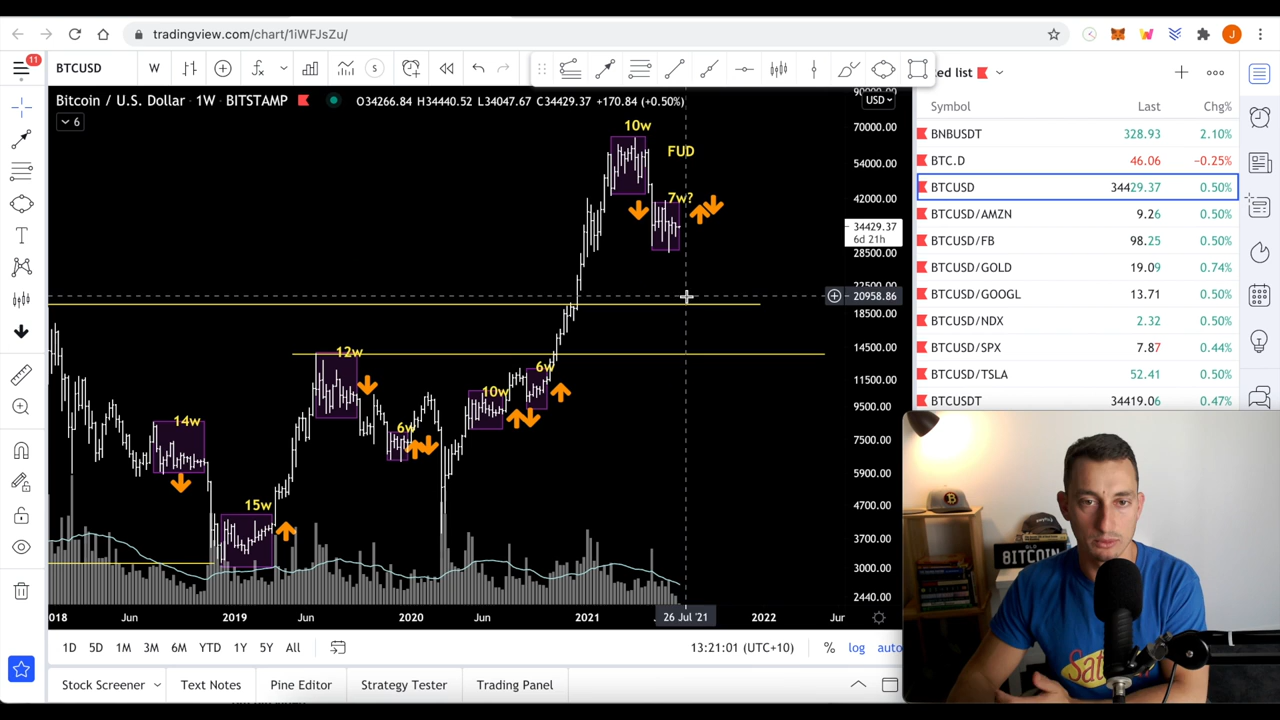 tradingview.com/chart/1iWFJsZu/
J
11
BTCUSD
W
S
ed list
Bitcoin / U.S. Dollar · 1W · BITSTAMP
O34266.84 H34440.52 L34047.67 C34429.37 +170.84 (+0.50%)
USD
6
90000.00
70000.00
54000.00
42000.00
34429.37
6d 21h
28500.00
22500.00
20958.86
18500.00
14500.00
11500.00
9500.00
7500.00
5900.00
4700.00
3700.00
3000.00
2440.00
10w
FUD
7w?
12w
6w
10w
6w
14w
15w
018
Jun
2019
Jun
2020
Jun
2021
26 Jul '21
2022
Jun
Symbol Last Chg%
BNBUSDT 328.93 2.10%
BTC.D 46.06 −0.25%
BTCUSD 34429.37 0.50%
BTCUSD/AMZN 9.26 0.50%
BTCUSD/FB 98.25 0.50%
BTCUSD/GOLD 19.09 0.74%
BTCUSD/GOOGL 13.71 0.50%
BTCUSD/NDX 2.32 0.50%
BTCUSD/SPX 7.87 0.44%
BTCUSD/TSLA 52.41 0.50%
BTCUSDT 34419.06 0.47%
1D 5D 1M 3M 6M YTD 1Y 5Y All
13:21:01 (UTC+10) % log auto
Stock Screener Text Notes Pine Editor Strategy Tester Trading Panel
BITCOIN